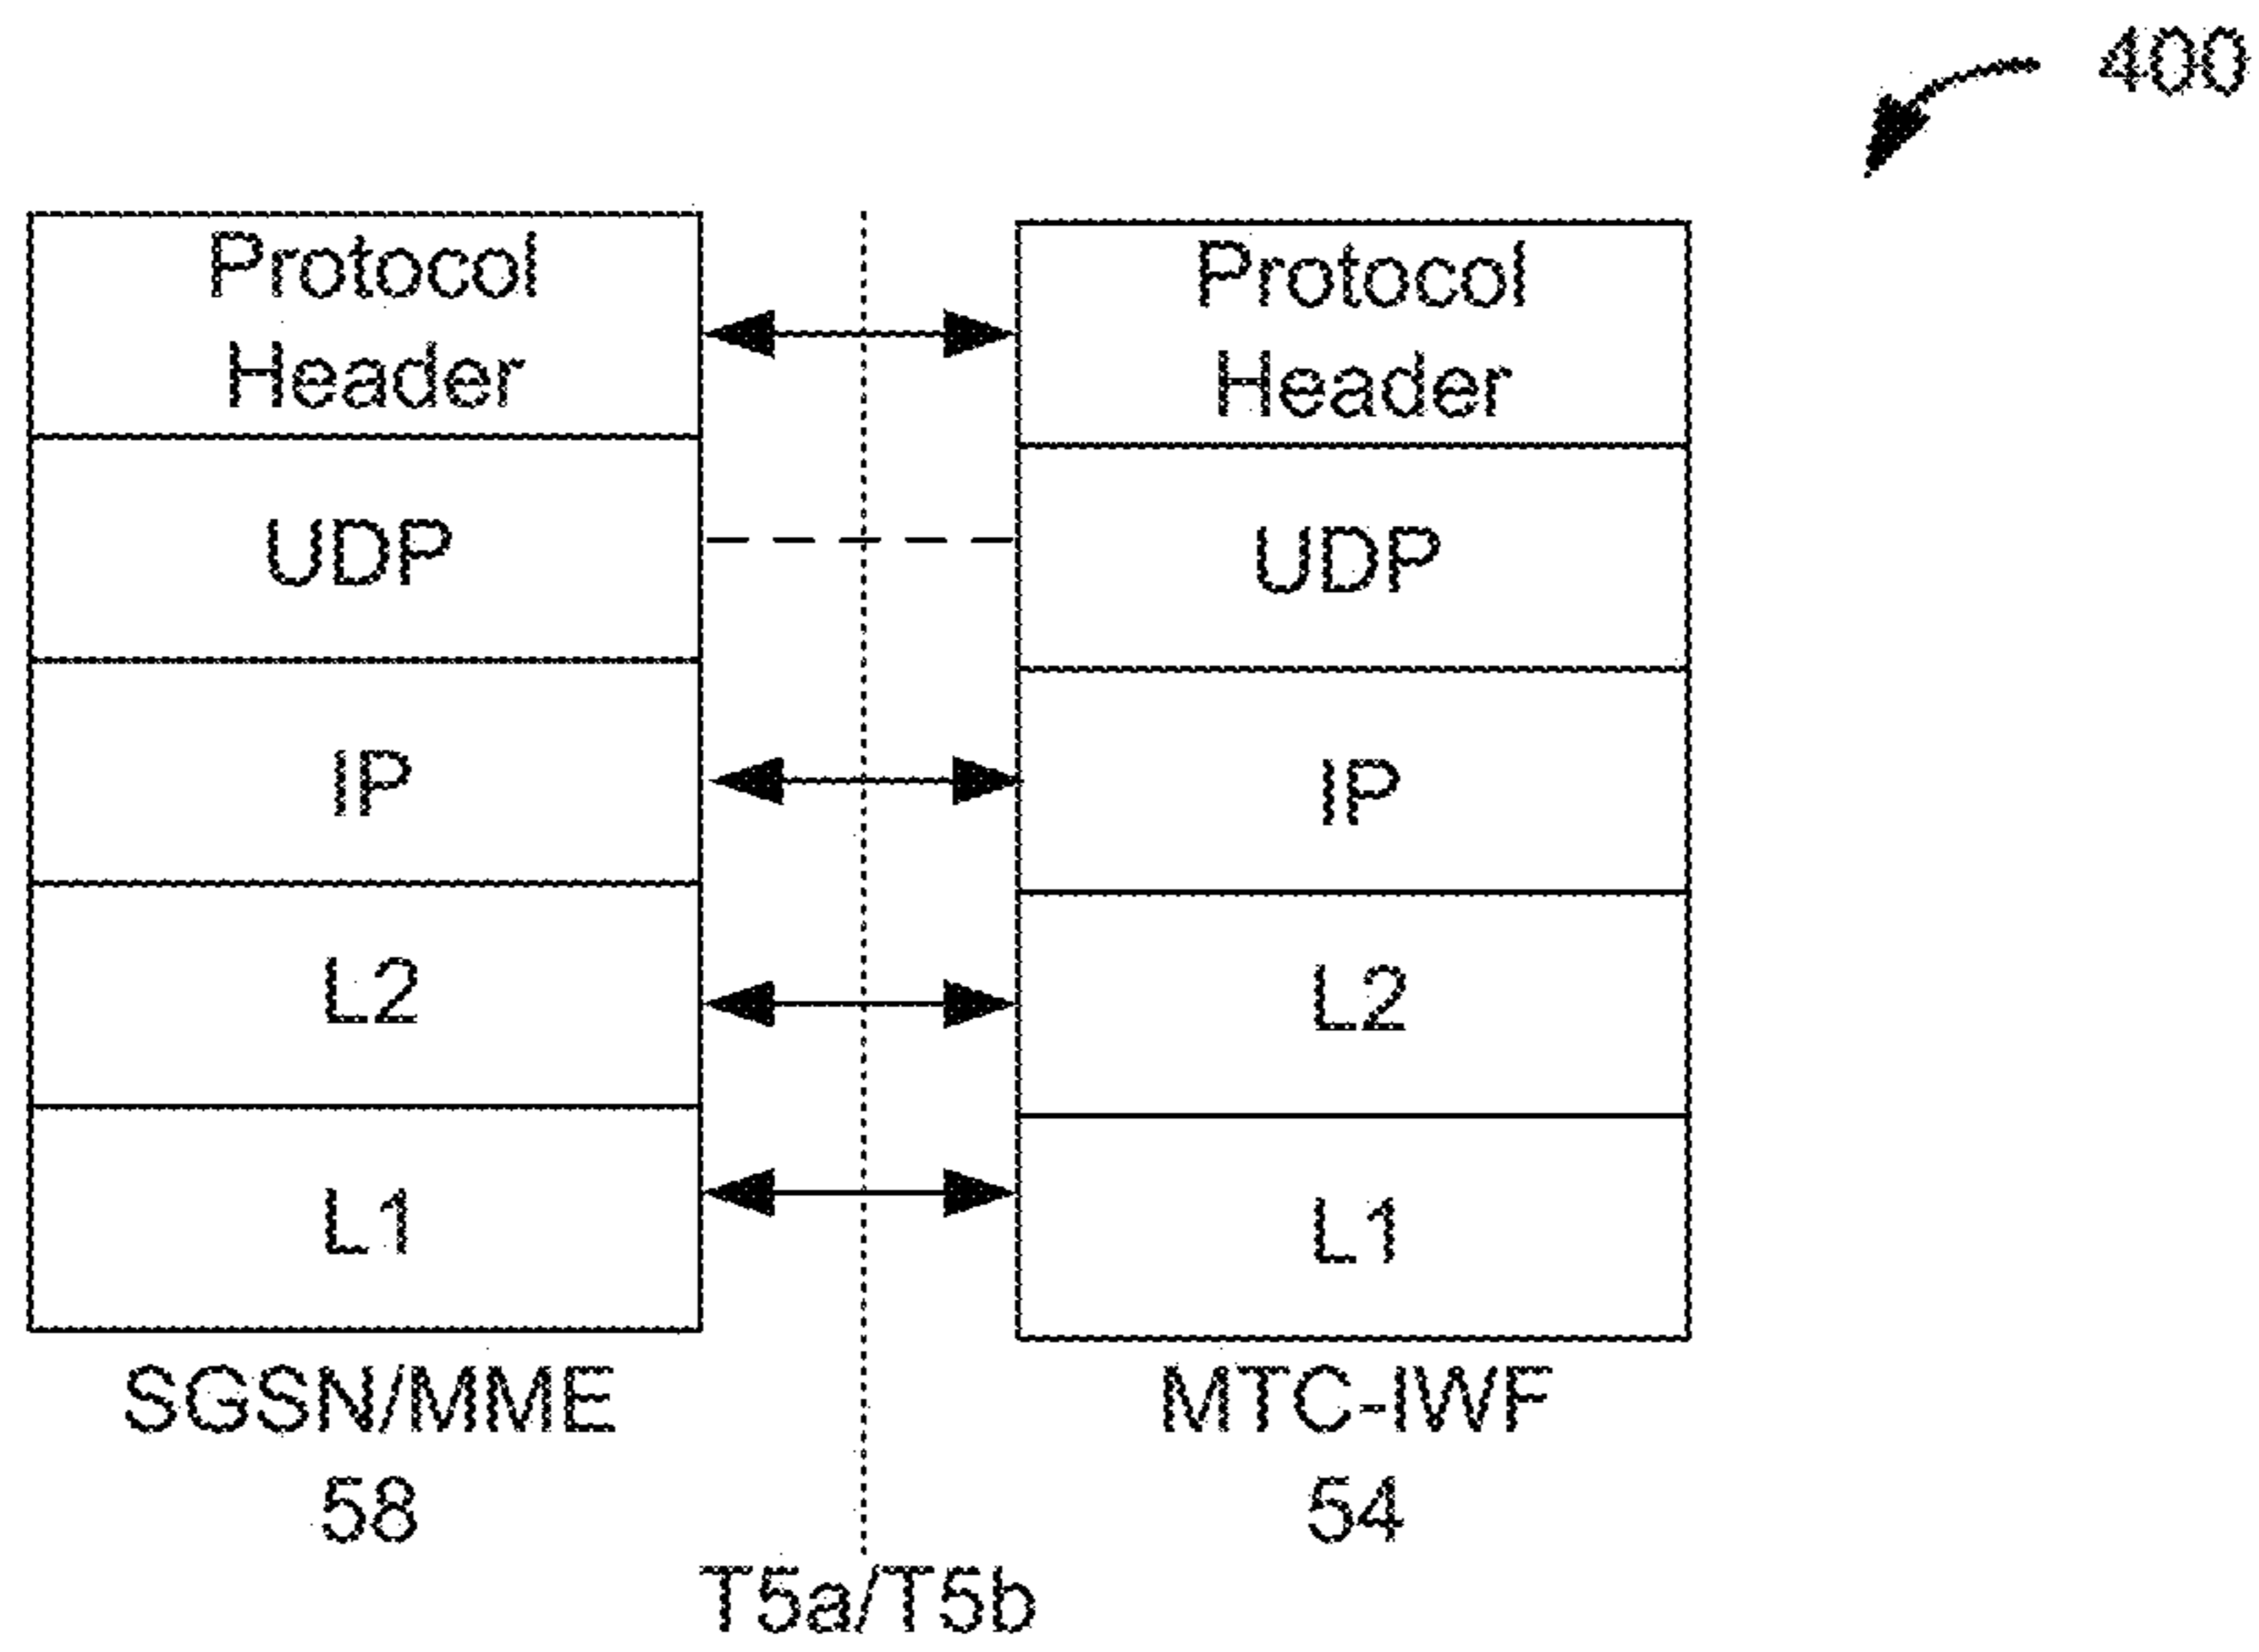 400
Protocol
Header
UDP
IP
L2
L1
SGSN/MME
58
Protocol
Header
UDP
IP
L2
L1
MTC-IWF
54
T5a/T5b